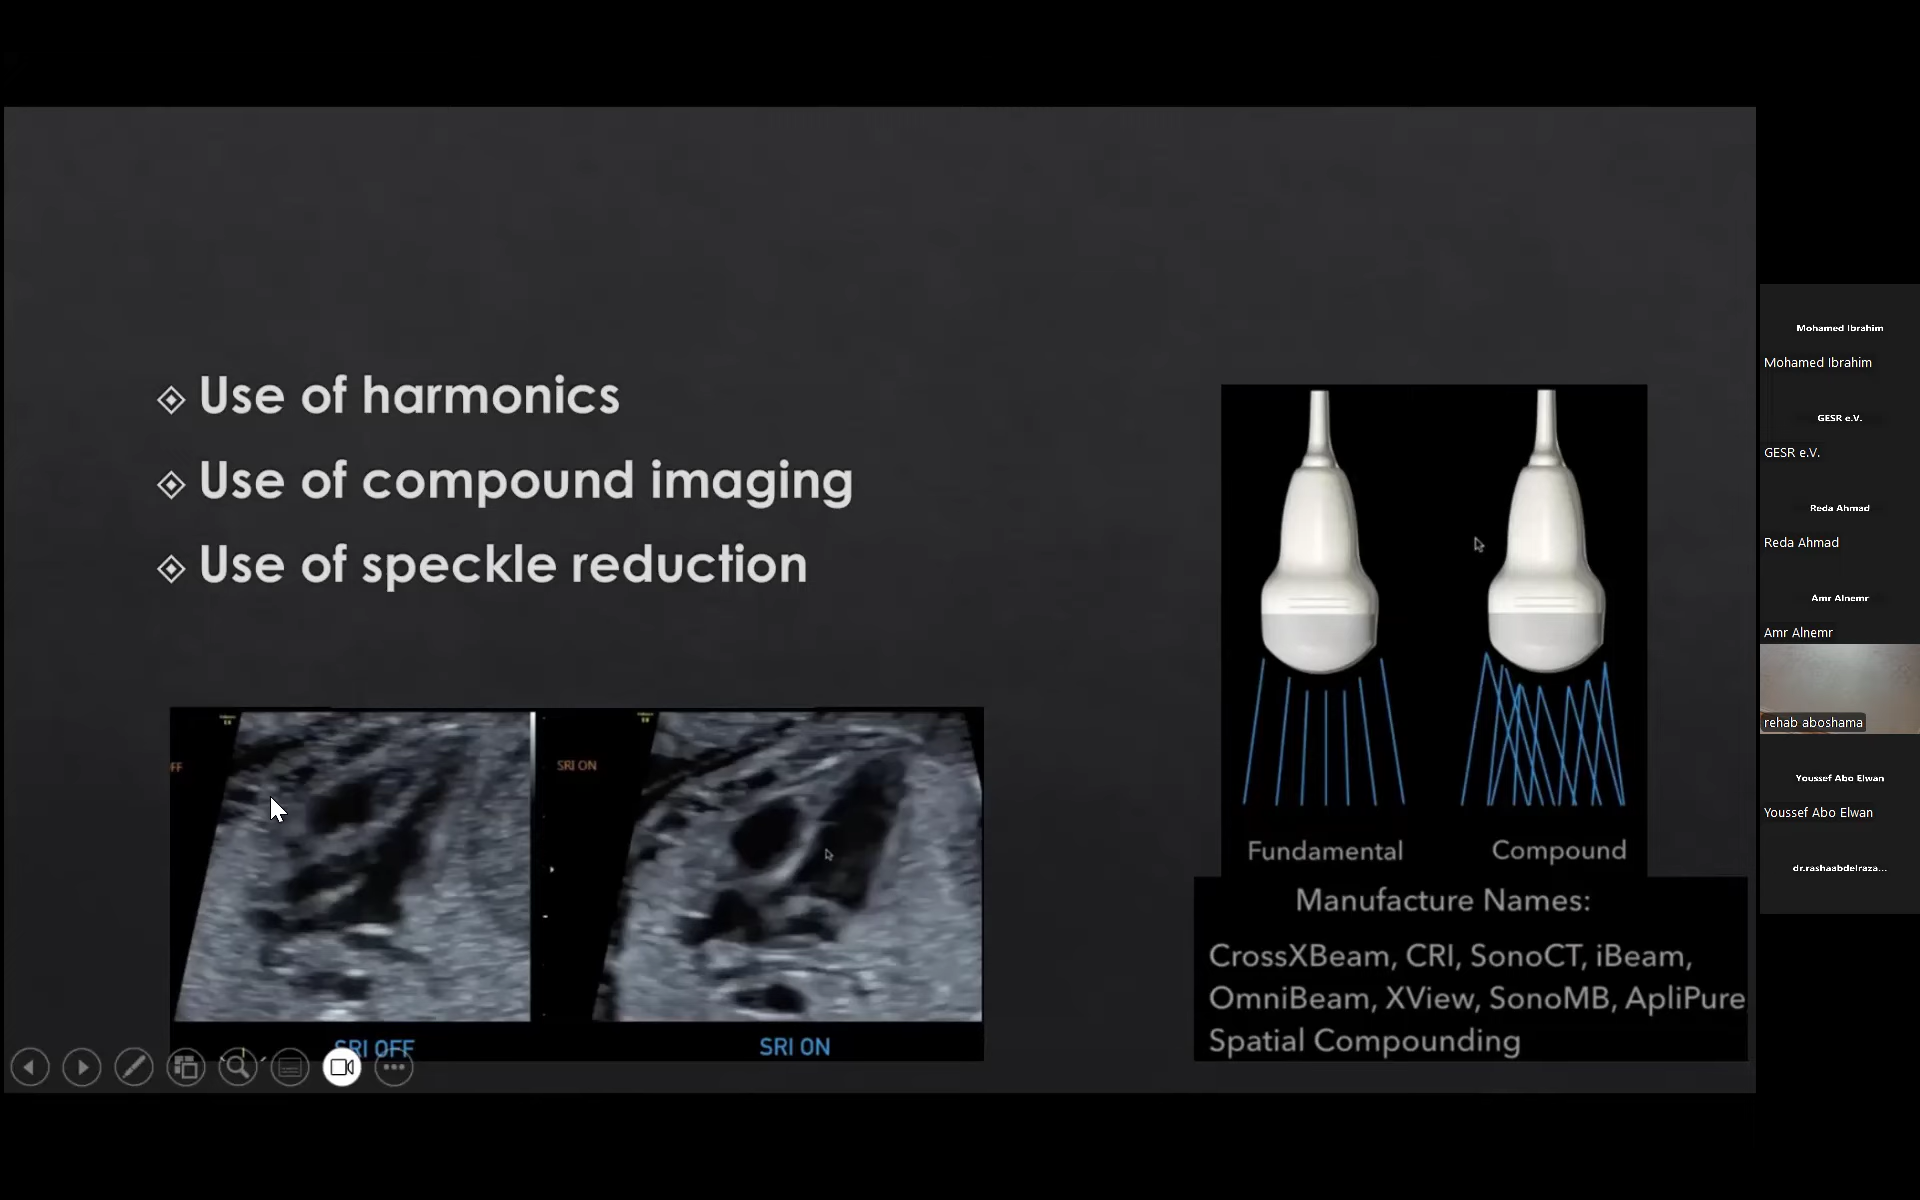 Use of harmonics
Use of compound imaging
Use of speckle reduction
FF
SRI ON
SRI OFF
SRI ON
Fundamental
Compound
Manufacture Names:
CrossXBeam, CRI, SonoCT, iBeam,
OmniBeam, XView, SonoMB, ApliPure
Spatial Compounding
Mohamed Ibrahim
Mohamed Ibrahim
GESR e.V.
GESR e.V.
Reda Ahmad
Reda Ahmad
Amr Alnemr
Amr Alnemr
rehab aboshama
Youssef Abo Elwan
Youssef Abo Elwan
dr.rashaabdelraza...